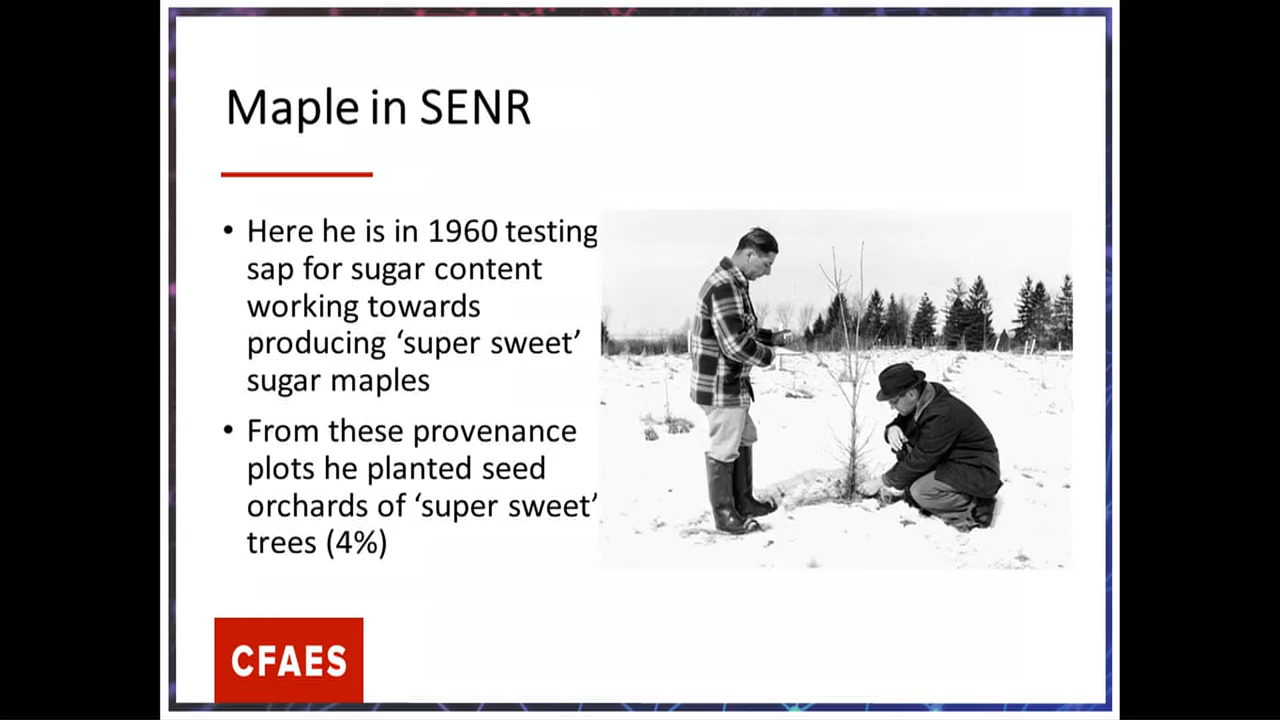 Maple in SENR
• Here he is in 1960 testing
sap for sugar content
working towards
producing ‘super sweet’
sugar maples
• From these provenance
plots he planted seed
orchards of ‘super sweet’
trees (4%)
CFAES